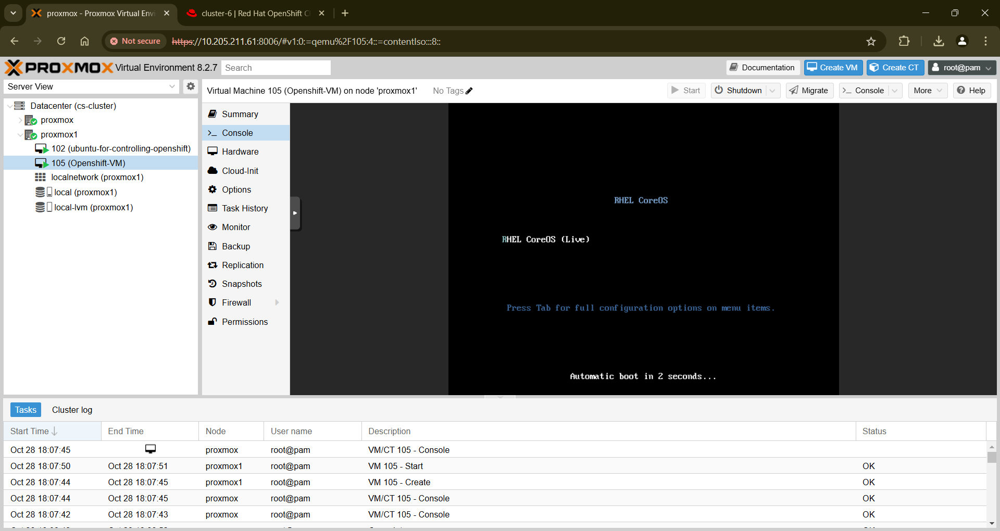 proxmox - Proxmox Virtual Envi
cluster-6 | Red Hat OpenShift C
Not secure
https://10.205.211.61:8006/#v1:0:=qemu%2F105:4::=contentIso:::8::
PROXMOX Virtual Environment 8.2.7
Search
Documentation
Create VM
Create CT
root@pam
Server View
Virtual Machine 105 (Openshift-VM) on node 'proxmox1'
No Tags
Start
Shutdown
Migrate
Console
More
Help
Datacenter (cs-cluster)
proxmox
proxmox1
102 (ubuntu-for-controlling-openshift)
105 (Openshift-VM)
localnetwork (proxmox1)
local (proxmox1)
local-lvm (proxmox1)
Summary
Console
Hardware
Cloud-Init
Options
Task History
Monitor
Backup
Replication
Snapshots
Firewall
Permissions
RHEL CoreOS
RHEL CoreOS (Live)
Press Tab for full configuration options on menu items.
Automatic boot in 2 seconds...
Tasks
Cluster log
Start Time End Time Node User name Description Status
Oct 28 18:07:45 proxmox root@pam VM/CT 105 - Console
Oct 28 18:07:50 Oct 28 18:07:51 proxmox1 root@pam VM 105 - Start OK
Oct 28 18:07:44 Oct 28 18:07:45 proxmox1 root@pam VM 105 - Create OK
Oct 28 18:07:44 Oct 28 18:07:45 proxmox root@pam VM/CT 105 - Console OK
Oct 28 18:07:42 Oct 28 18:07:43 proxmox root@pam VM/CT 105 - Console OK